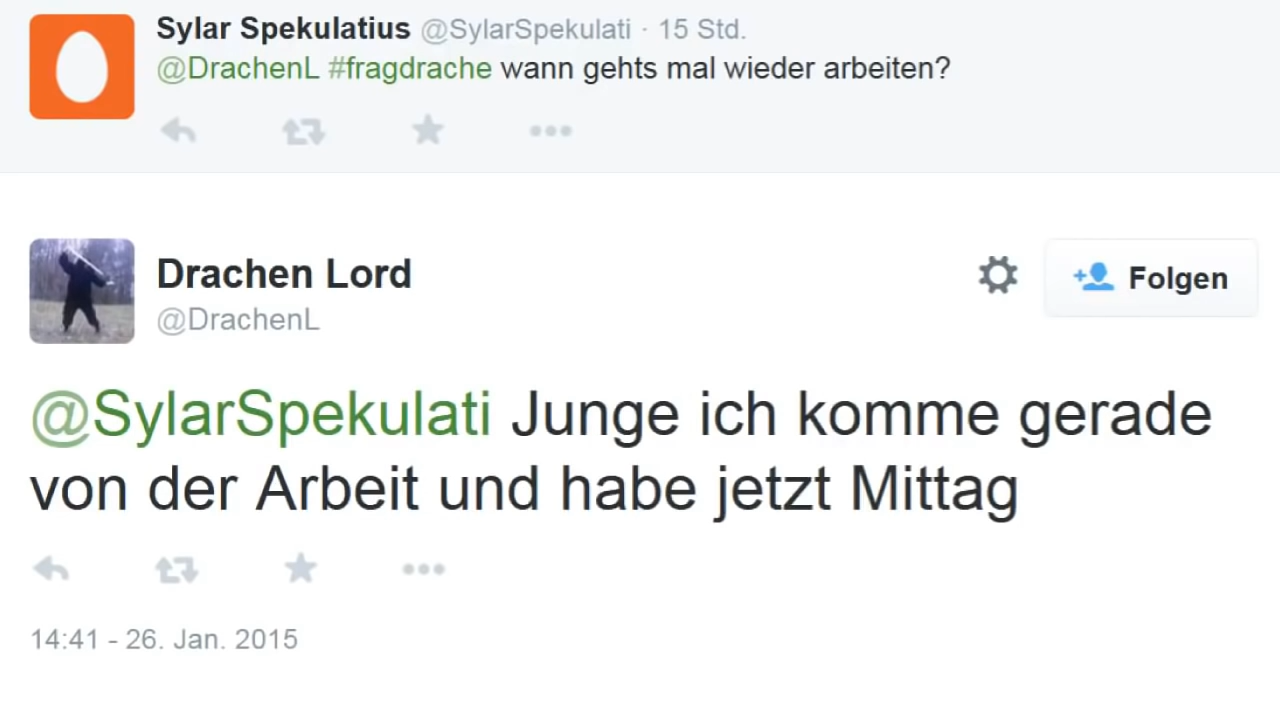 Sylar Spekulatius @SylarSpekulati · 15 Std.
@DrachenL #fragdrache wann gehts mal wieder arbeiten?
Drachen Lord
@DrachenL
Folgen
@SylarSpekulati Junge ich komme gerade
von der Arbeit und habe jetzt Mittag
14:41 - 26. Jan. 2015